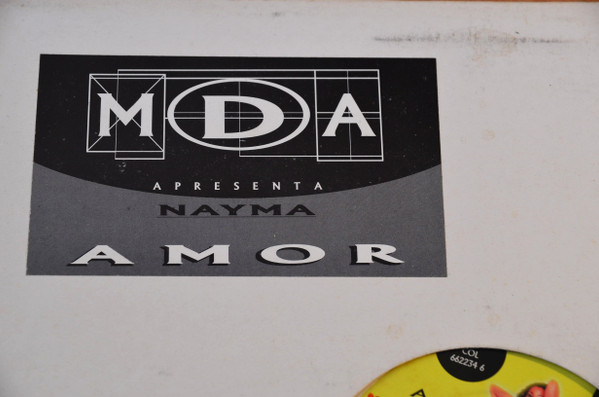 MDA
APRESENTA
NAYMA
AMOR
COL
662234 6